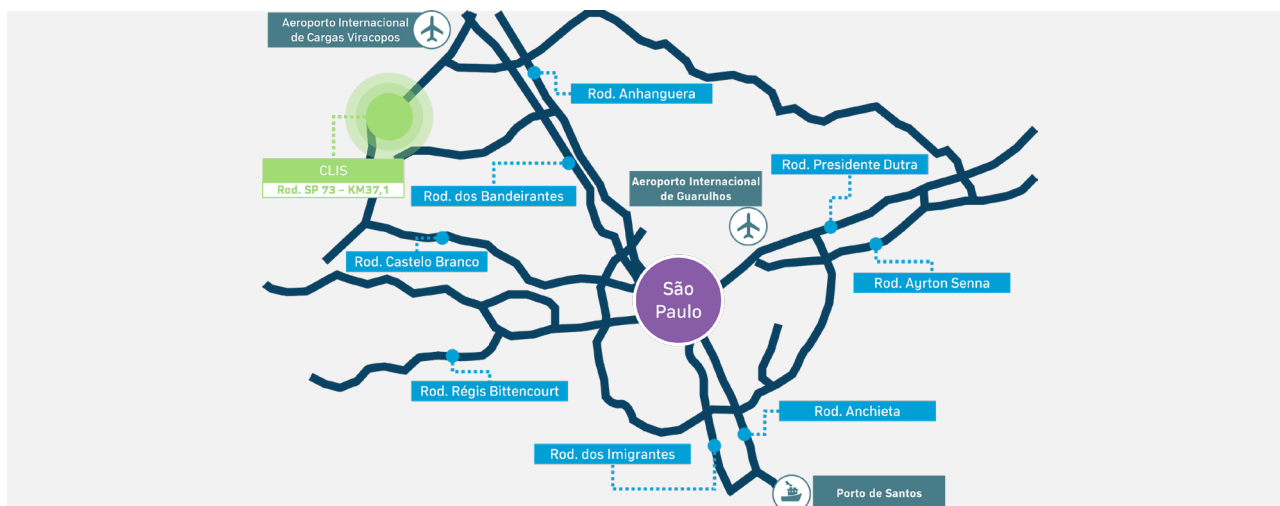 Aeroporto Internacional
de Cargas Viracopos
Rod. Anhanguera
CLIS
Rod. SP 73 – KM37,1
Rod. dos Bandeirantes
Aeroporto Internacional
de Guarulhos
Rod. Presidente Dutra
Rod. Castelo Branco
Rod. Ayrton Senna
São
Paulo
Rod. Régis Bittencourt
Rod. Anchieta
Rod. dos Imigrantes
Porto de Santos